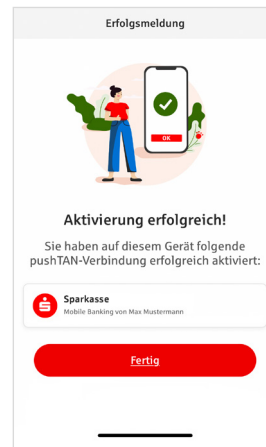 Erfolgsmeldung
OK
Aktivierung erfolgreich!
Sie haben auf diesem Gerät folgende
pushTAN-Verbindung erfolgreich aktiviert:
Sparkasse
Mobile Banking von Max Mustermann
Fertig